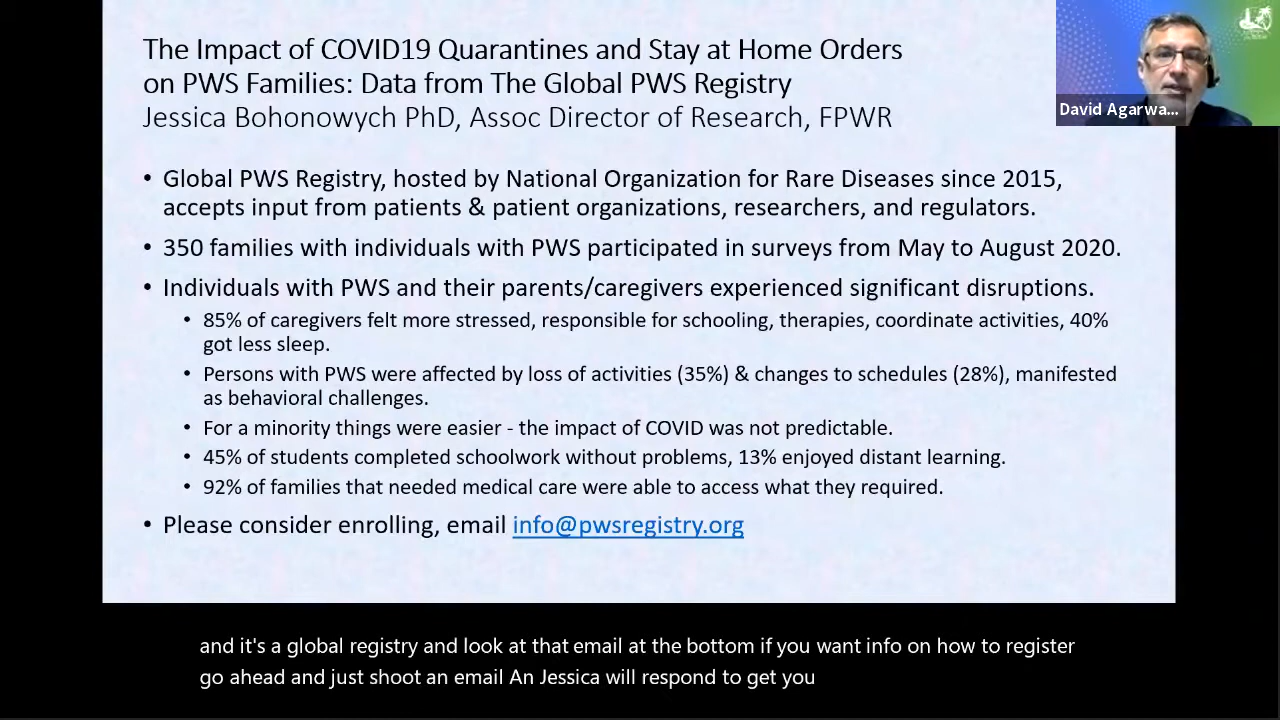 The Impact of COVID19 Quarantines and Stay at Home Orders
on PWS Families: Data from The Global PWS Registry
Jessica Bohonowych PhD, Assoc Director of Research, FPWR
David Agarwa...
• Global PWS Registry, hosted by National Organization for Rare Diseases since 2015,
accepts input from patients & patient organizations, researchers, and regulators.
• 350 families with individuals with PWS participated in surveys from May to August 2020.
• Individuals with PWS and their parents/caregivers experienced significant disruptions.
• 85% of caregivers felt more stressed, responsible for schooling, therapies, coordinate activities, 40%
got less sleep.
• Persons with PWS were affected by loss of activities (35%) & changes to schedules (28%), manifested
as behavioral challenges.
• For a minority things were easier - the impact of COVID was not predictable.
• 45% of students completed schoolwork without problems, 13% enjoyed distant learning.
• 92% of families that needed medical care were able to access what they required.
• Please consider enrolling, email info@pwsregistry.org
and it's a global registry and look at that email at the bottom if you want info on how to register
go ahead and just shoot an email An Jessica will respond to get you